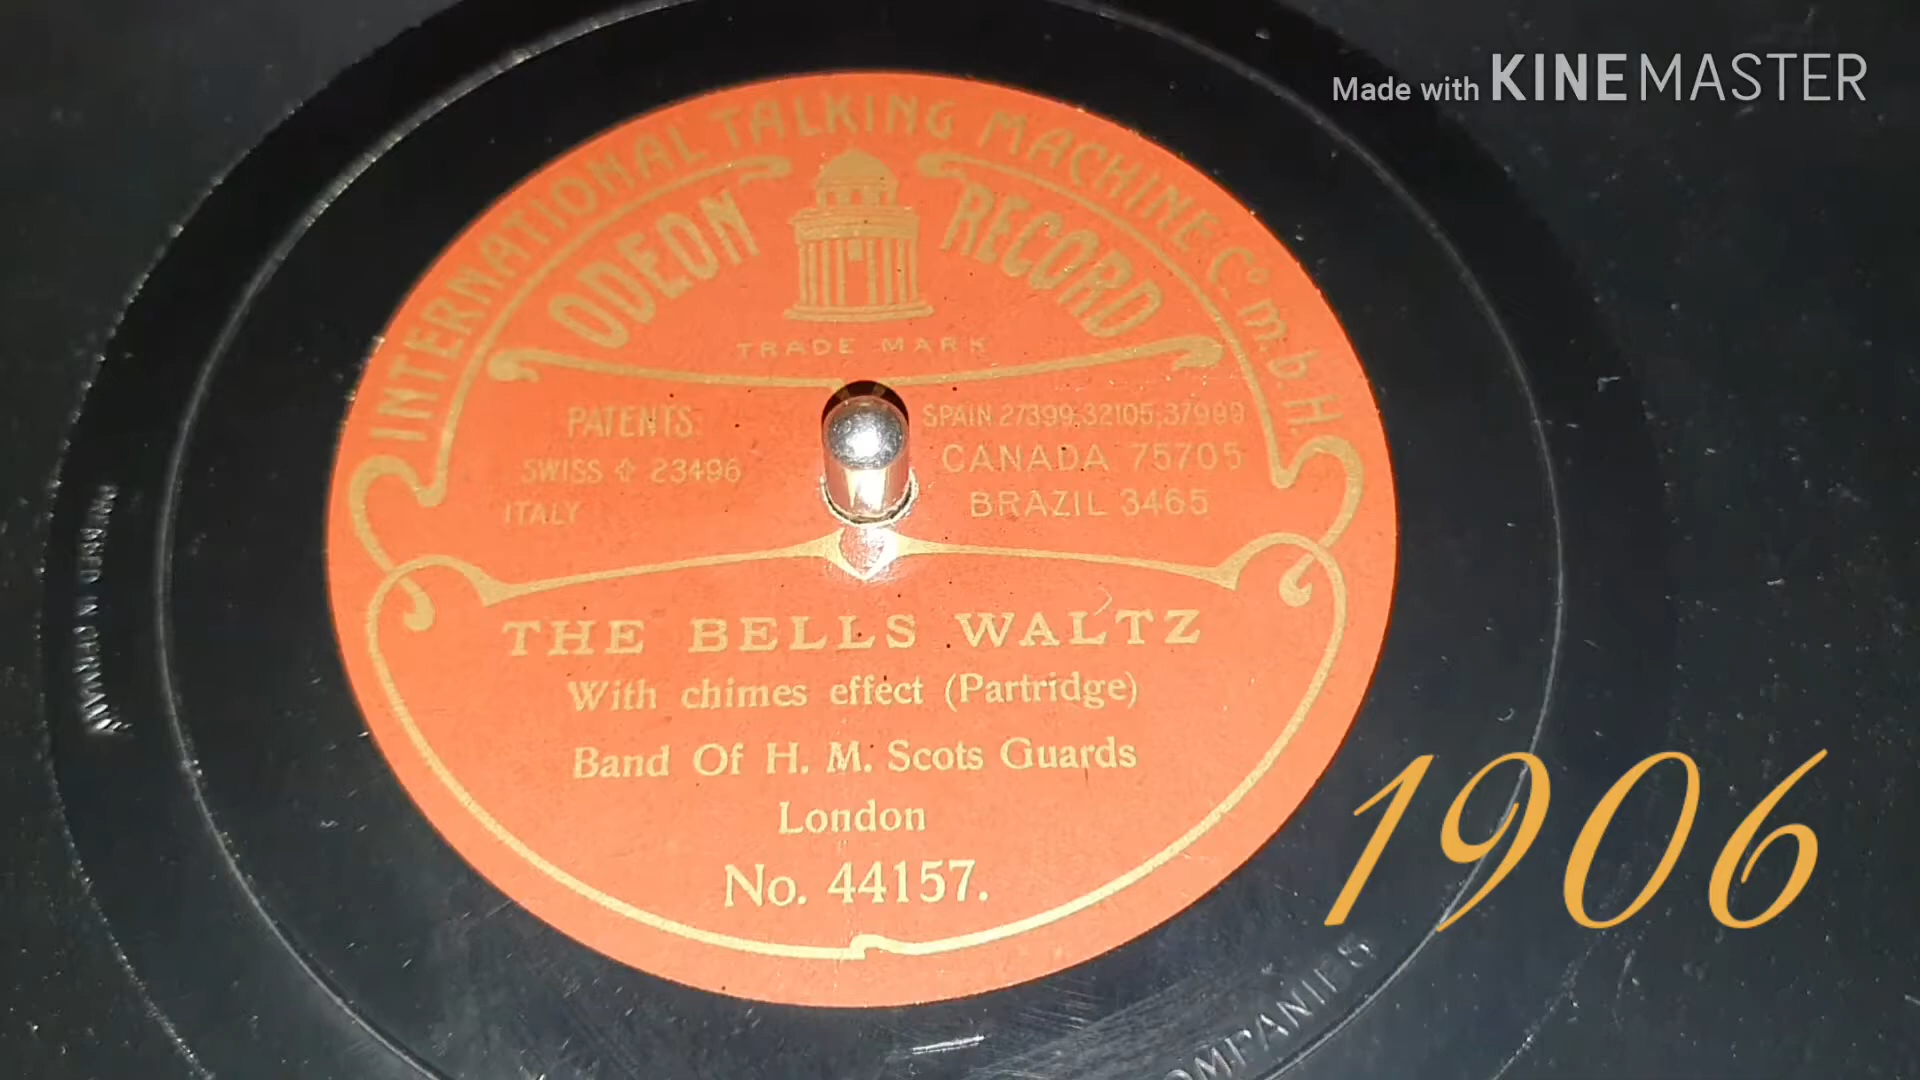 Made with KINEMASTER
INTERNATIONAL TALKING MACHINE Co m.b.H.
ODEON RECORD
TRADE MARK
PATENTS:
SWISS 23496
ITALY
SPAIN 27399,32105,37989
CANADA 75705
BRAZIL 3465
THE BELLS WALTZ
With chimes effect (Partridge)
Band Of H. M. Scots Guards
London
No. 44157.
1906